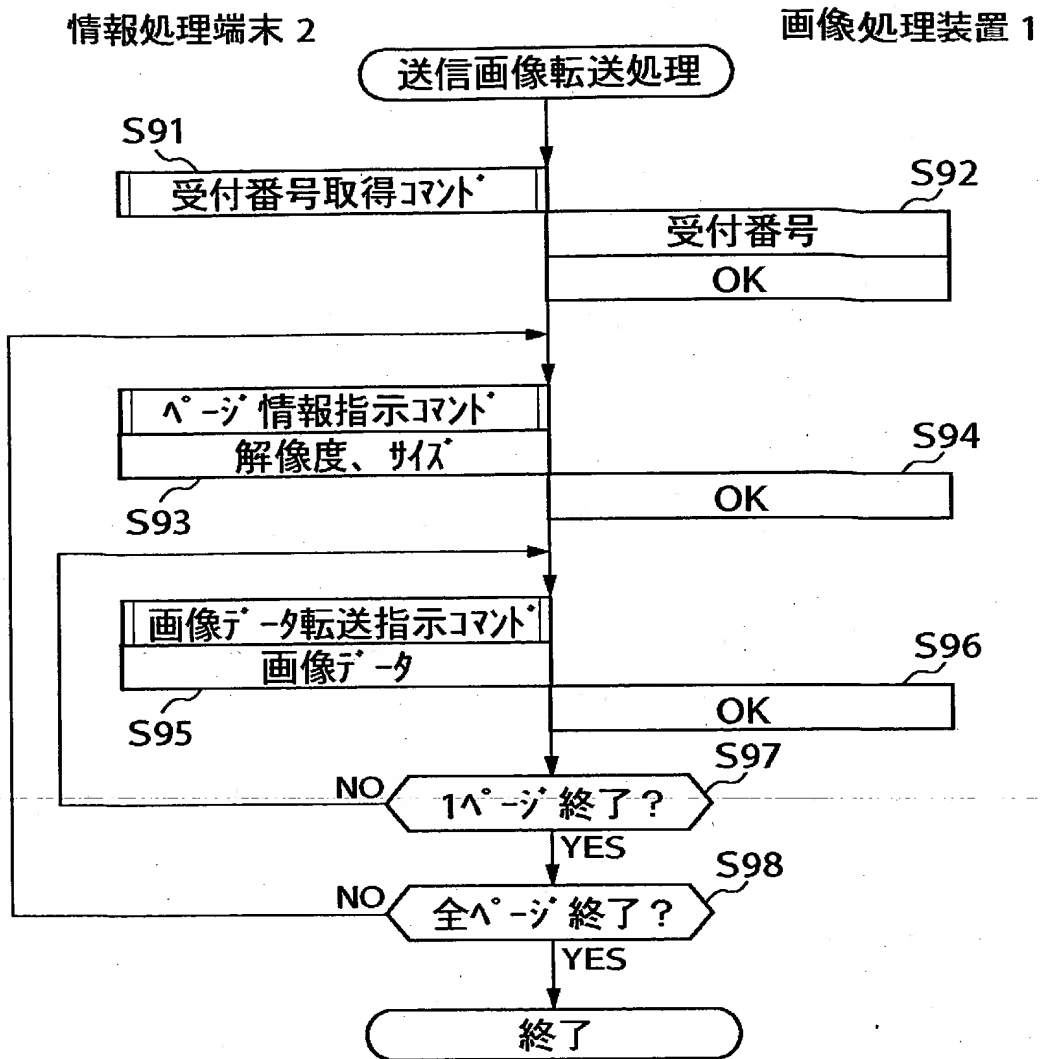 情報処理端末 2
画像処理装置 1
送信画像転送処理
S91
受付番号取得ｺﾏﾝﾄﾞ
S92
受付番号
OK
ﾍﾟｰｼﾞ情報指示ｺﾏﾝﾄﾞ
解像度、ｻｲｽﾞ
S93
S94
OK
画像ﾃﾞｰﾀ転送指示ｺﾏﾝﾄﾞ
画像ﾃﾞｰﾀ
S95
S96
OK
S97
NO
1ﾍﾟｰｼﾞ終了？
YES
S98
NO
全ﾍﾟｰｼﾞ終了？
YES
終了